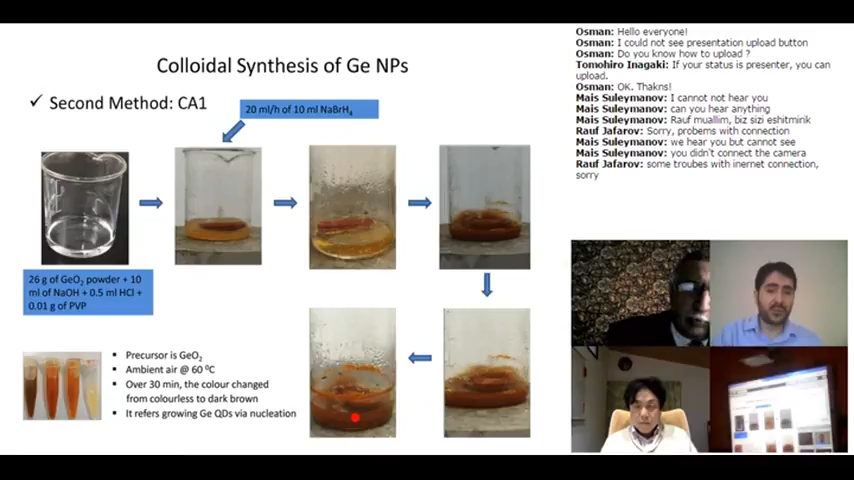 Colloidal Synthesis of Ge NPs
✓ Second Method: CA1
20 ml/h of 10 ml NaBrH₄
26 g of GeO₂ powder + 10
ml of NaOH + 0.5 ml HCl +
0.01 g of PVP
▪ Precursor is GeO₂
▪ Ambient air @ 60 ⁰C
▪ Over 30 min, the colour changed
from colourless to dark brown
▪ It refers growing Ge QDs via nucleation
Osman: Hello everyone!
Osman: I could not see presentation upload button
Osman: Do you know how to upload ?
Tomohiro Inagaki: If your status is presenter, you can
upload.
Osman: OK. Thakns!
Mais Suleymanov: I cannot not hear you
Mais Suleymanov: can you hear anything
Mais Suleymanov: Rauf muallim, biz sizi eshitmirik
Rauf Jafarov: Sorry, probems with connection
Mais Suleymanov: we hear you but cannot see
Mais Suleymanov: you didn't connect the camera
Rauf Jafarov: some troubes with inernet connection,
sorry